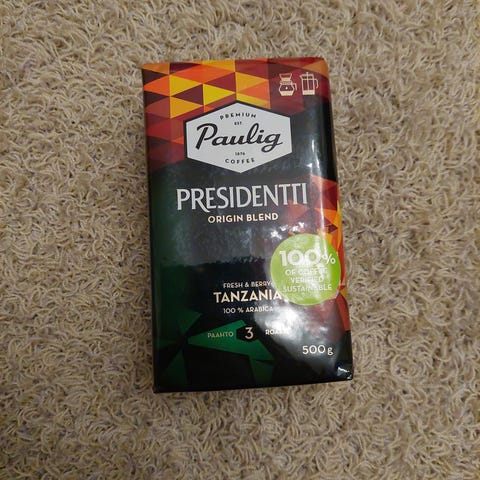 PREMIUM
EST.
Paulig
1876
COFFEE
PRESIDENTTI
ORIGIN BLEND
100%
OF COFFEE
VERIFIED
SUSTAINABLE
FRESH & BERRY
TANZANIA
100 % ARABICA
PAAHTO 3
500 g